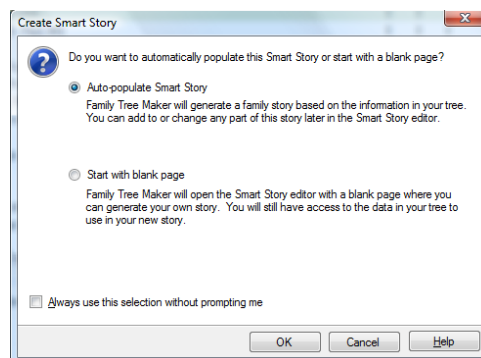 Create Smart Story
Do you want to automatically populate this Smart Story or start with a blank page?
Auto-populate Smart Story
Family Tree Maker will generate a family story based on the information in your tree.
You can add to or change any part of this story later in the Smart Story editor.
Start with blank page
Family Tree Maker will open the Smart Story editor with a blank page where you
can generate your own story. You will still have access to the data in your tree to
use in your new story.
Always use this selection without prompting me
OK Cancel Help